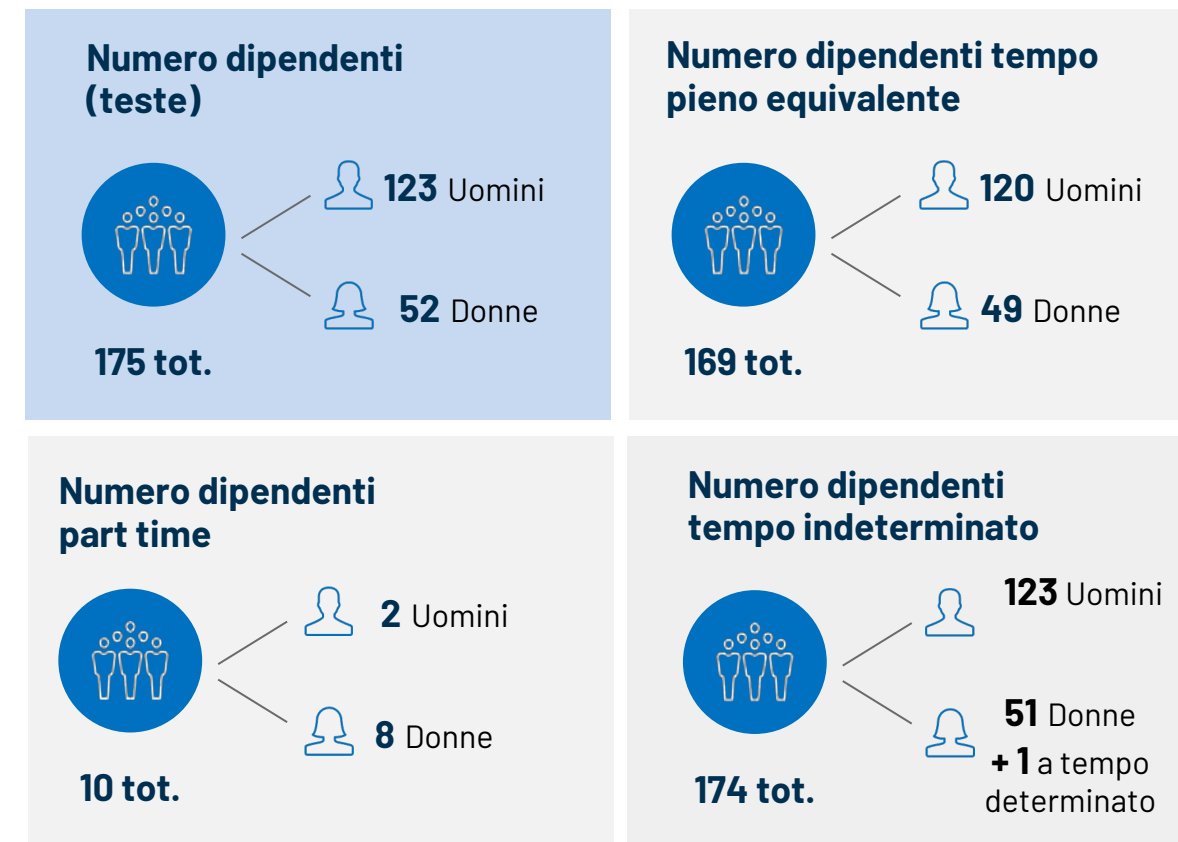 Numero dipendenti
(teste)
123 Uomini
52 Donne
175 tot.
Numero dipendenti tempo
pieno equivalente
120 Uomini
49 Donne
169 tot.
Numero dipendenti
part time
2 Uomini
8 Donne
10 tot.
Numero dipendenti
tempo indeterminato
123 Uomini
51 Donne
+ 1 a tempo
determinato
174 tot.